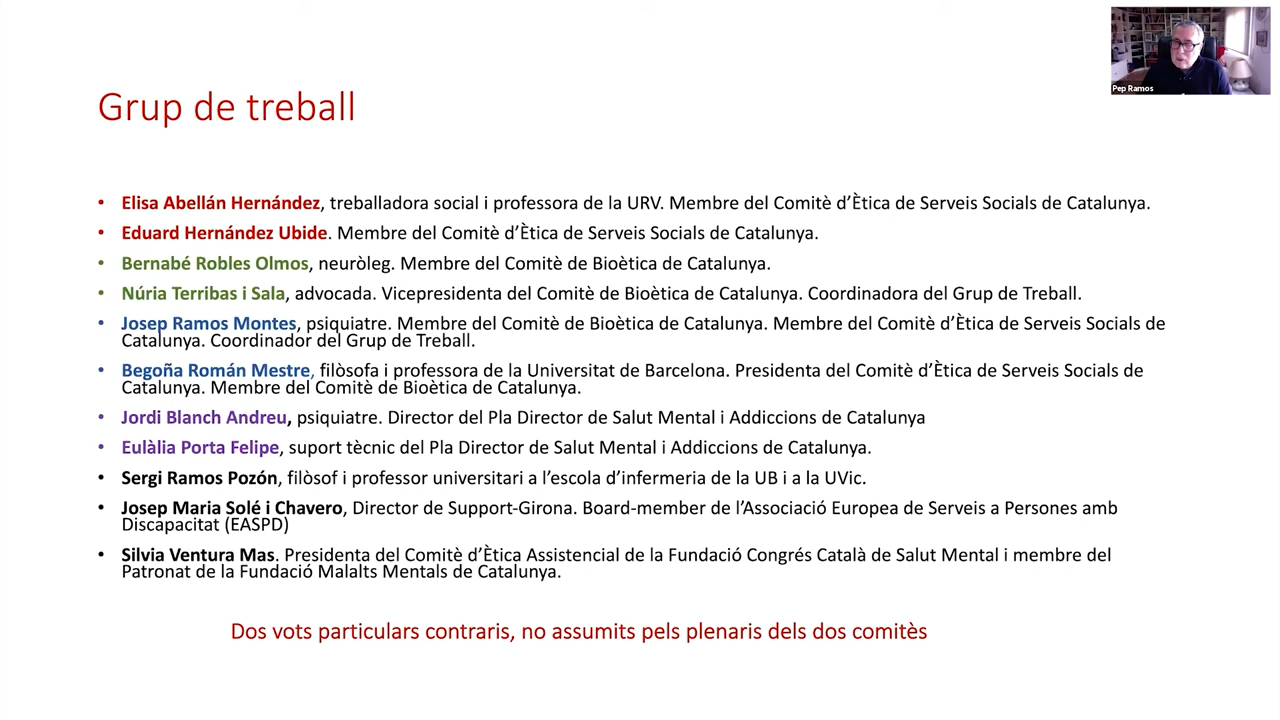 Pep Ramos
Grup de treball
• Elisa Abellán Hernández, treballadora social i professora de la URV. Membre del Comitè d'Ètica de Serveis Socials de Catalunya.
• Eduard Hernández Ubide. Membre del Comitè d'Ètica de Serveis Socials de Catalunya.
• Bernabé Robles Olmos, neuròleg. Membre del Comitè de Bioètica de Catalunya.
• Núria Terribas i Sala, advocada. Vicepresidenta del Comitè de Bioètica de Catalunya. Coordinadora del Grup de Treball.
• Josep Ramos Montes, psiquiatre. Membre del Comitè de Bioètica de Catalunya. Membre del Comitè d'Ètica de Serveis Socials de
Catalunya. Coordinador del Grup de Treball.
• Begoña Román Mestre, filòsofa i professora de la Universitat de Barcelona. Presidenta del Comitè d'Ètica de Serveis Socials de
Catalunya. Membre del Comitè de Bioètica de Catalunya.
• Jordi Blanch Andreu, psiquiatre. Director del Pla Director de Salut Mental i Addiccions de Catalunya
• Eulàlia Porta Felipe, suport tècnic del Pla Director de Salut Mental i Addiccions de Catalunya.
• Sergi Ramos Pozón, filòsof i professor universitari a l'escola d'infermeria de la UB i a la UVic.
• Josep Maria Solé i Chavero, Director de Support-Girona. Board-member de l'Associació Europea de Serveis a Persones amb
Discapacitat (EASPD)
• Silvia Ventura Mas. Presidenta del Comitè d'Ètica Assistencial de la Fundació Congrés Català de Salut Mental i membre del
Patronat de la Fundació Malalts Mentals de Catalunya.
Dos vots particulars contraris, no assumits pels plenaris dels dos comitès